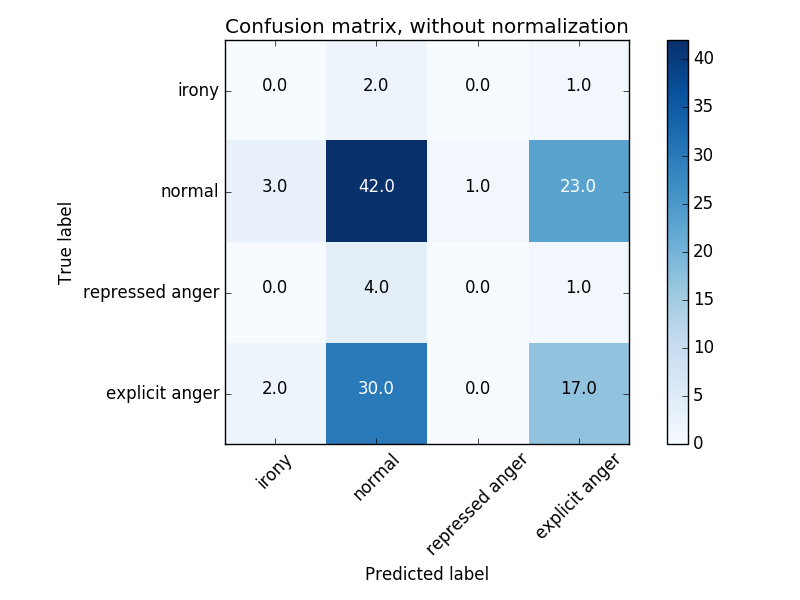 Confusion matrix, without normalization
irony 0.0 2.0 0.0 1.0
normal 3.0 42.0 1.0 23.0
repressed anger 0.0 4.0 0.0 1.0
explicit anger 2.0 30.0 0.0 17.0
irony normal repressed anger explicit anger
True label
Predicted label
40
35
30
25
20
15
10
5
0